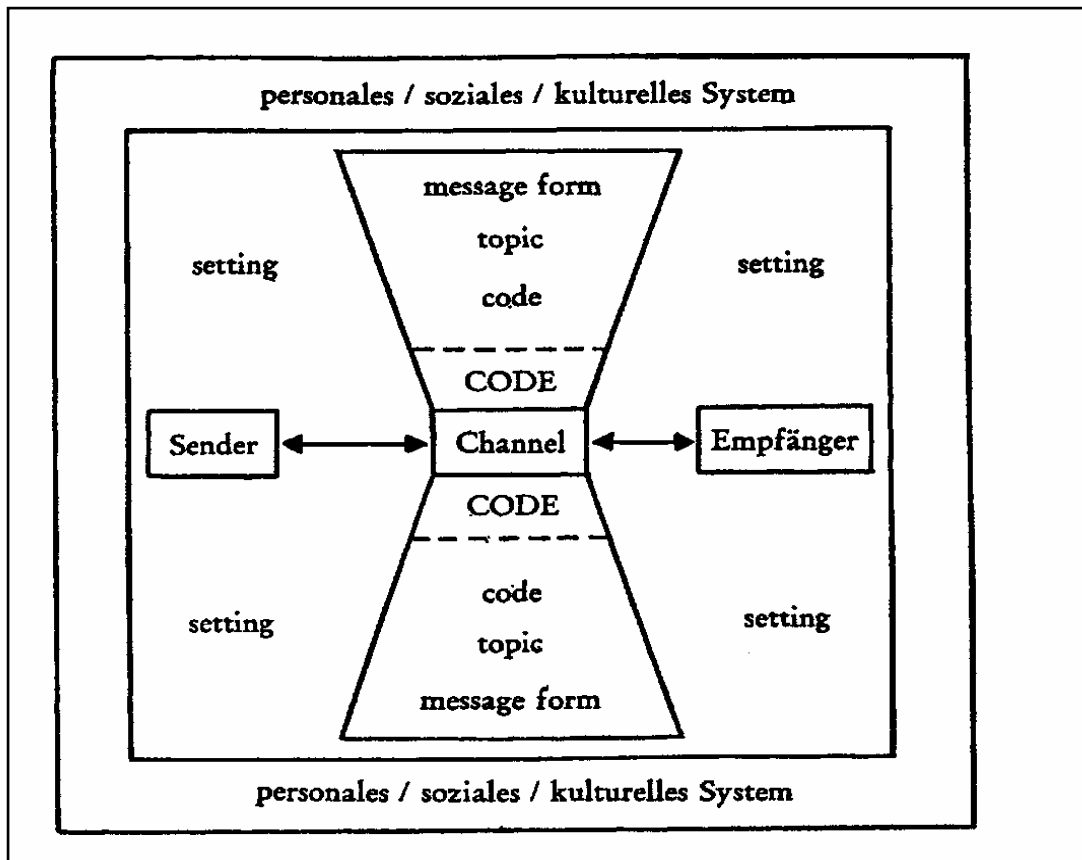 personales / soziales / kulturelles System
message form
topic
setting
setting
code
CODE
Sender
Channel
Empfänger
CODE
code
setting
setting
topic
message form
personales / soziales / kulturelles System